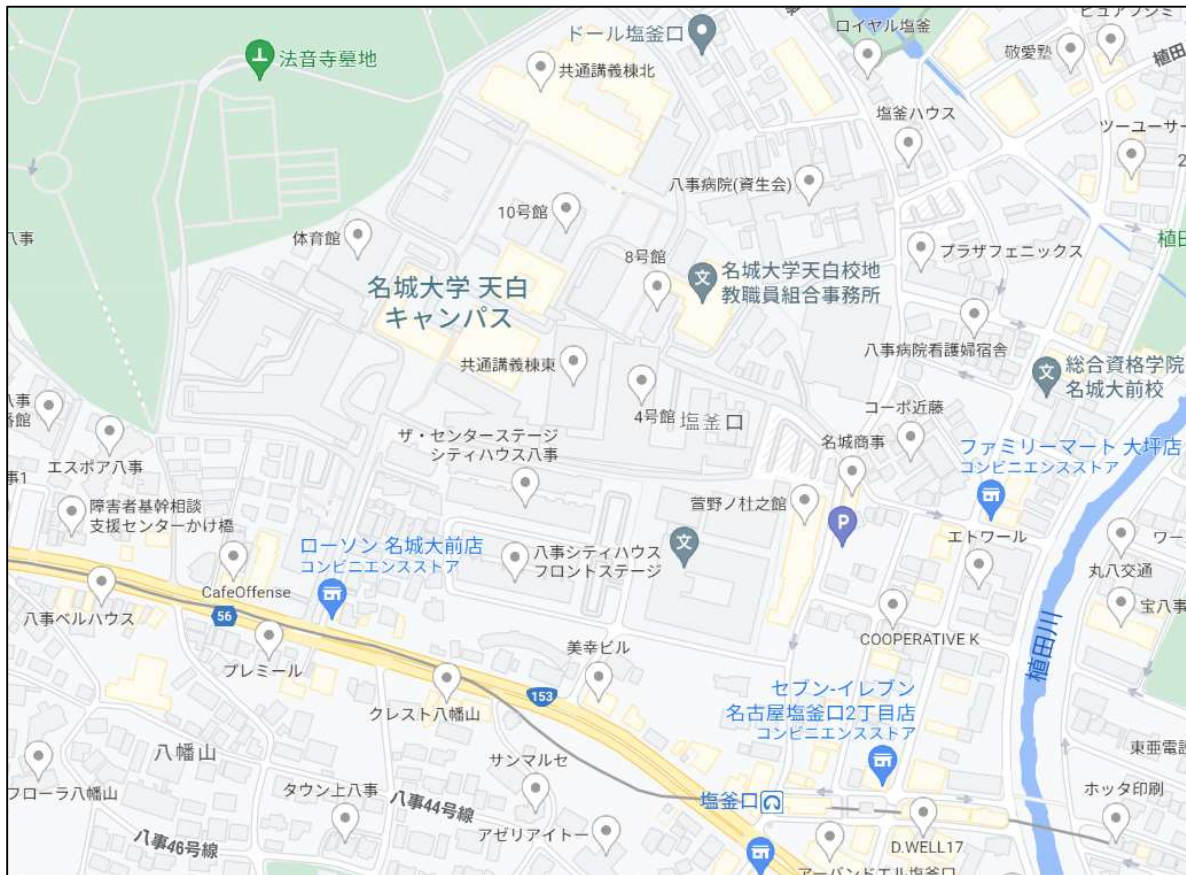 ドール塩釜口
ロイヤル塩釜
法音寺墓地
共通講義棟北
敬愛塾
塩釜ハウス
八事病院(資生会)
10号館
体育館
8号館
名城大学天白校地
教職員組合事務所
プラザフェニックス
名城大学 天白
キャンパス
八事病院看護婦宿舎
共通講義棟東
総合資格学院
名城大前校
4号館
塩釜口
コーポ近藤
ザ・センターステージ
シティハウス八事
名城商事
ファミリーマート 大坪店
コンビニエンスストア
エスポア八事
障害者基幹相談
支援センターかけ橋
萱野ノ杜之館
P
エトワール
ローソン 名城大前店
コンビニエンスストア
八事シティハウス
フロントステージ
文
文
文
丸八交通
CafeOffense
八事ベルハウス
56
COOPERATIVE K
プレミール
美幸ビル
植田川
153
セブン-イレブン
名古屋塩釜口2丁目店
コンビニエンスストア
クレスト八幡山
八幡山
サンマルセ
フローラ八幡山
タウン上八事
八事44号線
塩釜口
ホッタ印刷
八事46号線
アゼリアイトー
D.WELL17
アーバンドエル塩釜口